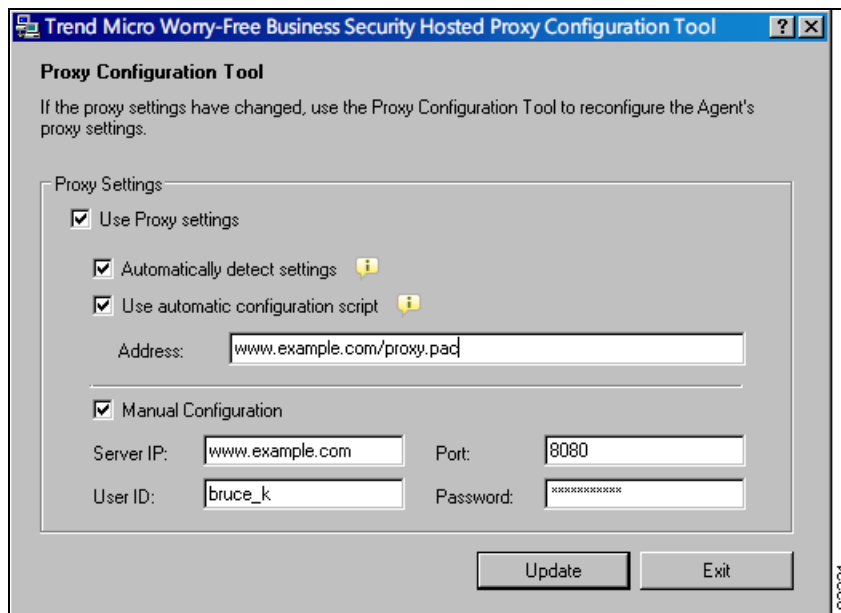 Trend Micro Worry-Free Business Security Hosted Proxy Configuration Tool
Proxy Configuration Tool
If the proxy settings have changed, use the Proxy Configuration Tool to reconfigure the Agent's
proxy settings.
Proxy Settings
Use Proxy settings
Automatically detect settings
Use automatic configuration script
Address: www.example.com/proxy.pac
Manual Configuration
Server IP: www.example.com Port: 8080
User ID: bruce_k Password: ***********
Update Exit